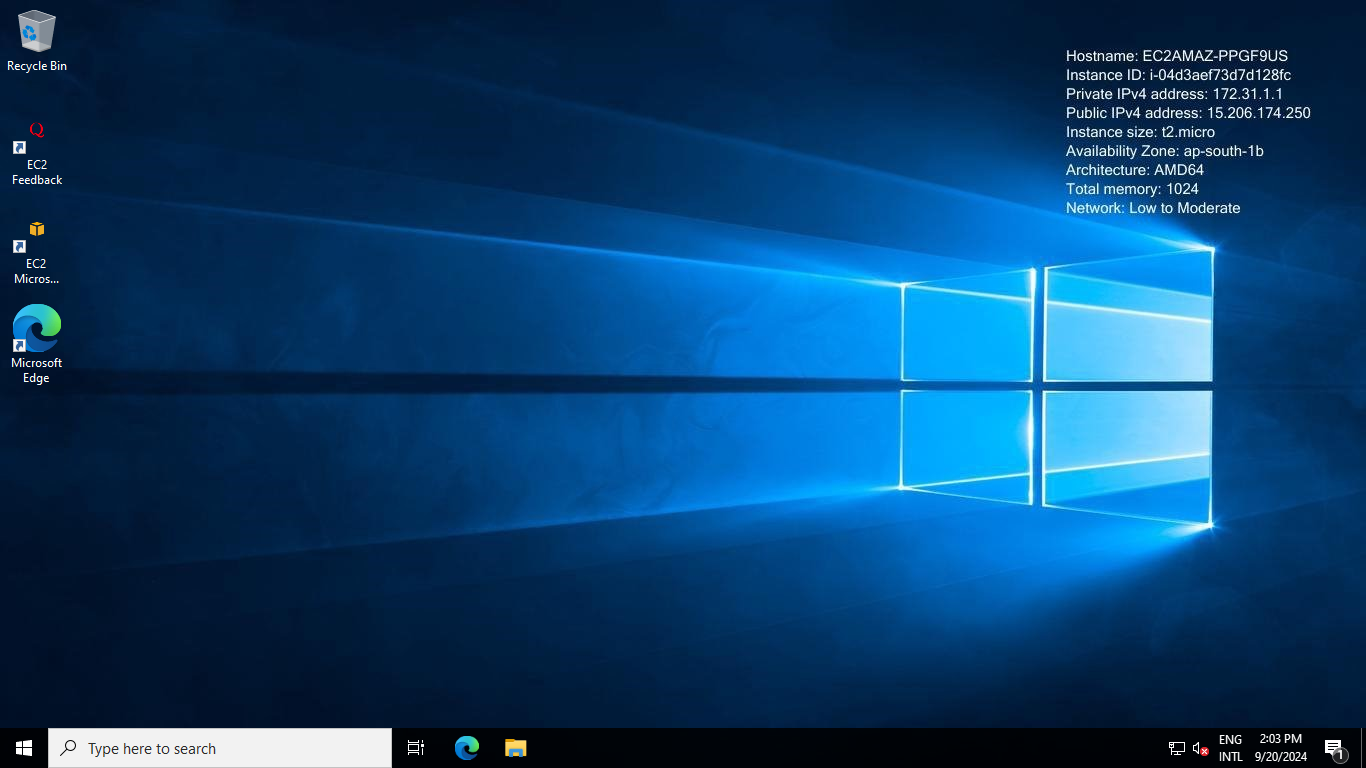 Recycle Bin
EC2
Feedback
EC2
Micros...
Microsoft
Edge
Hostname: EC2AMAZ-PPGF9US
Instance ID: i-04d3aef73d7d128fc
Private IPv4 address: 172.31.1.1
Public IPv4 address: 15.206.174.250
Instance size: t2.micro
Availability Zone: ap-south-1b
Architecture: AMD64
Total memory: 1024
Network: Low to Moderate
Type here to search
ENG
INTL
2:03 PM
9/20/2024
1